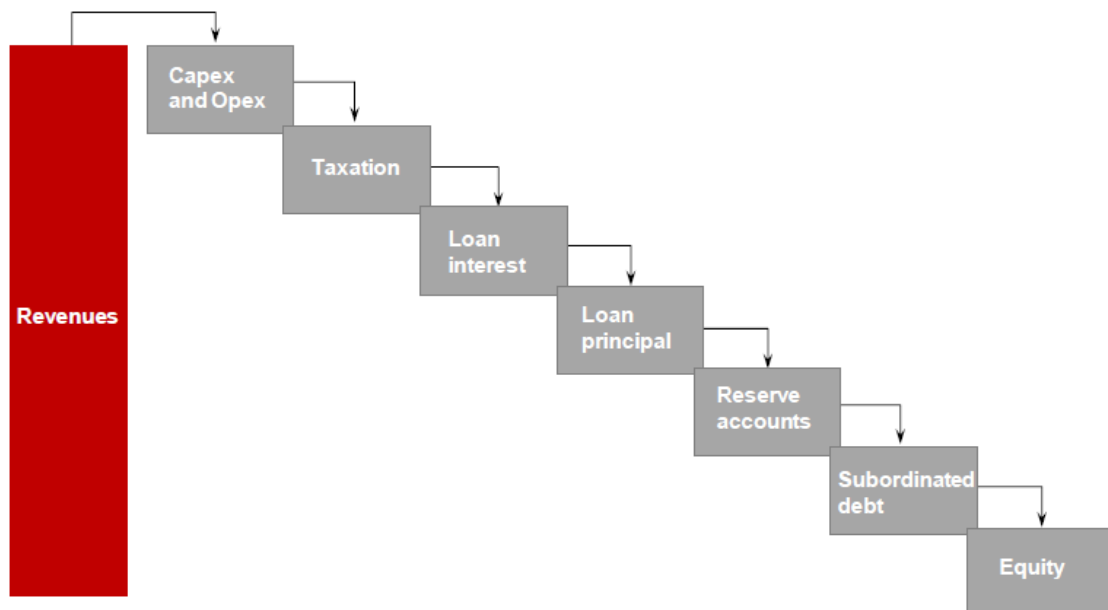 Capex
and Opex
Taxation
Loan
interest
Revenues
Loan
principal
Reserve
accounts
Subordinated
debt
Equity